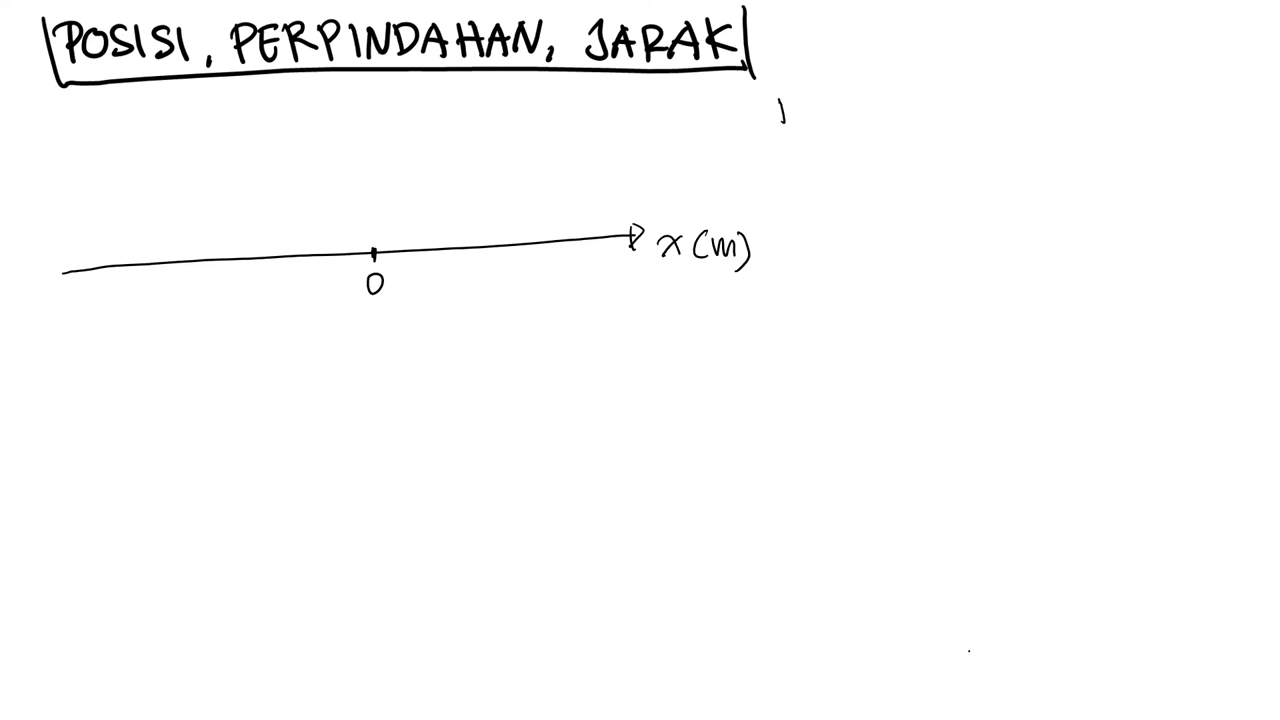 POSISI, PERPINDAHAN, JARAK
x (m)
0